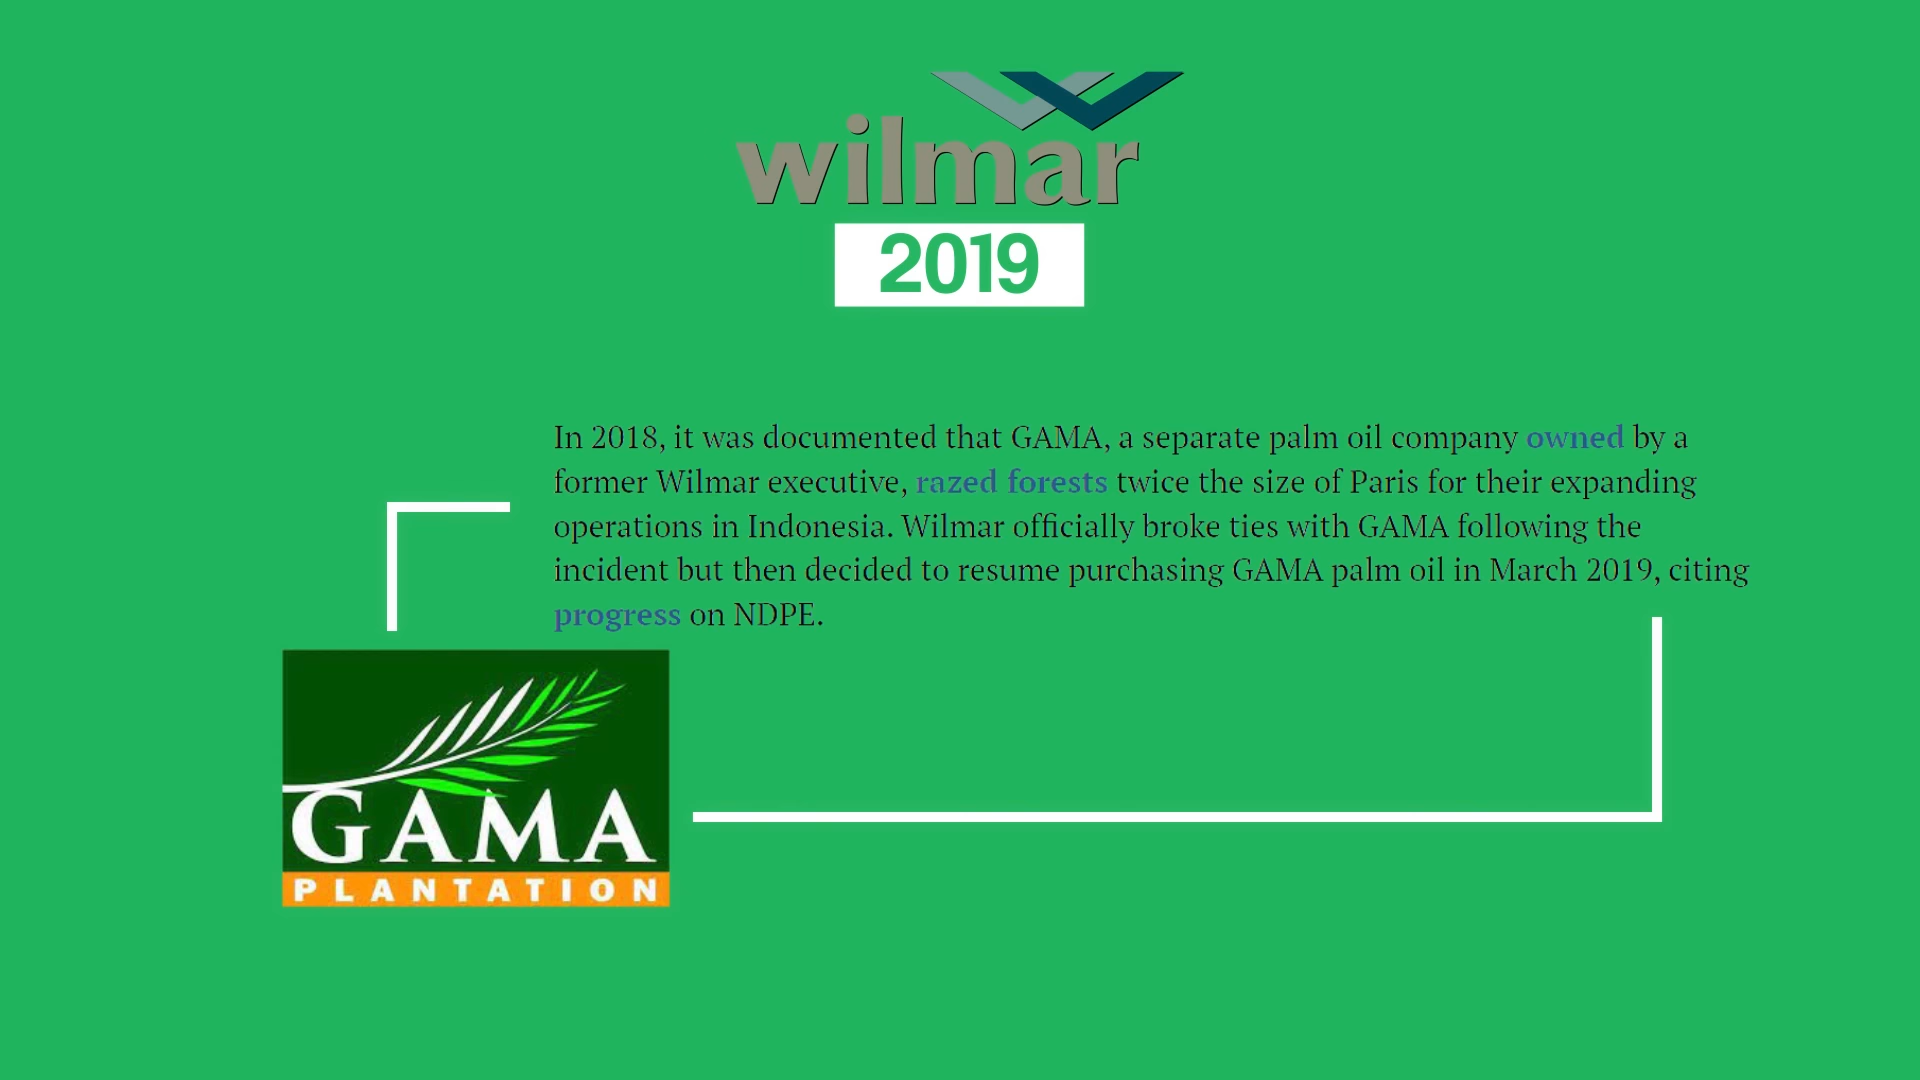 wilmar
2019
In 2018, it was documented that GAMA, a separate palm oil company owned by a
former Wilmar executive, razed forests twice the size of Paris for their expanding
operations in Indonesia. Wilmar officially broke ties with GAMA following the
incident but then decided to resume purchasing GAMA palm oil in March 2019, citing
progress on NDPE.
GAMA
PLANTATION